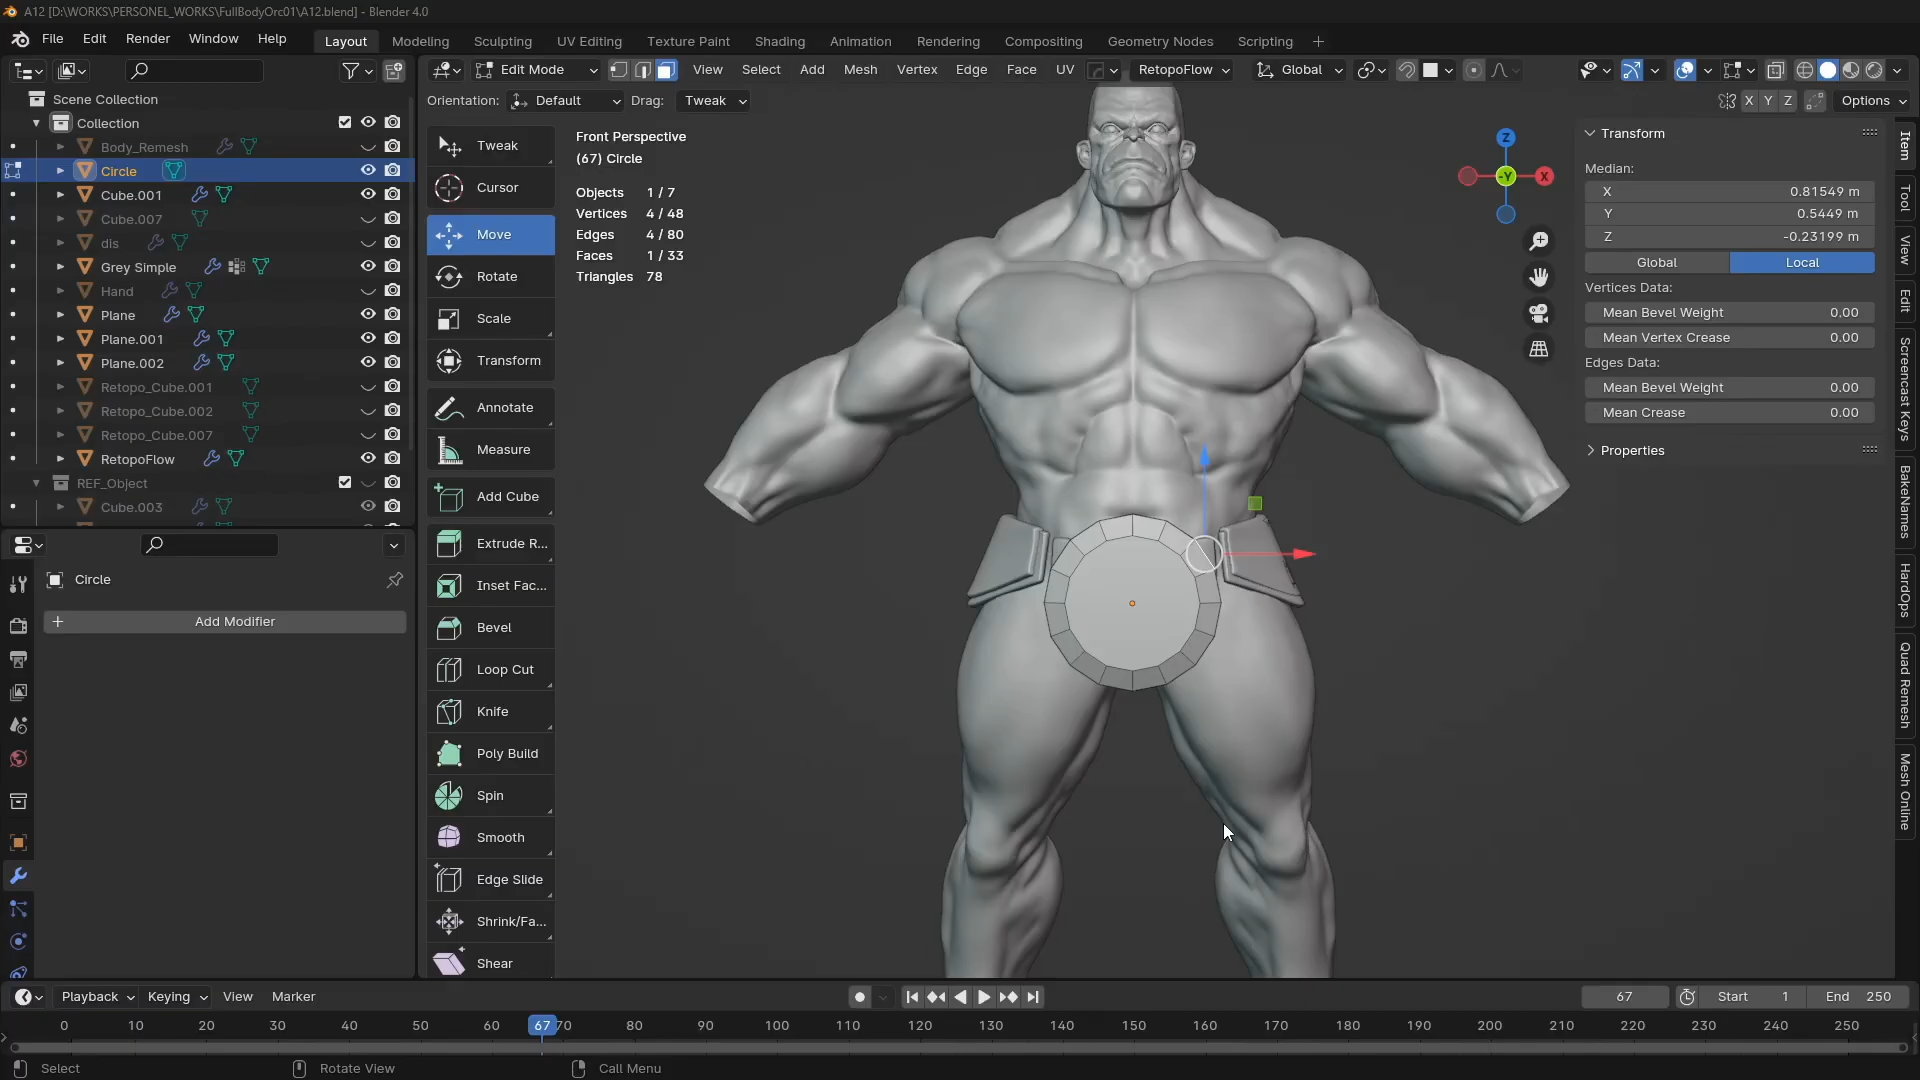 A12 [D:\WORKS\PERSONEL_WORKS\FullBodyOrc01\A12.blend] - Blender 4.0
File Edit Render Window Help Layout Modeling Sculpting UV Editing Texture Paint Shading Animation Rendering Compositing Geometry Nodes Scripting +
Edit Mode View Select Add Mesh Vertex Edge Face UV RetopoFlow Global
Orientation: Default Drag: Tweak X Y Z Options
Scene Collection
Collection
Body_Remesh
Circle
Cube.001
Cube.007
dis
Grey Simple
Hand
Plane
Plane.001
Plane.002
Retopo_Cube.001
Retopo_Cube.002
Retopo_Cube.007
RetopoFlow
REF_Object
Cube.003
Circle
+ Add Modifier
Tweak
Cursor
Move
Rotate
Scale
Transform
Annotate
Measure
Add Cube
Extrude R...
Inset Fac...
Bevel
Loop Cut
Knife
Poly Build
Spin
Smooth
Edge Slide
Shrink/Fa...
Shear
Front Perspective
(67) Circle
Objects 1 / 7
Vertices 4 / 48
Edges 4 / 80
Faces 1 / 33
Triangles 78
Z
-Y
X
Transform
Median:
X 0.81549 m
Y 0.5449 m
Z -0.23199 m
Global Local
Vertices Data:
Mean Bevel Weight 0.00
Mean Vertex Crease 0.00
Edges Data:
Mean Bevel Weight 0.00
Mean Crease 0.00
Properties
Item
Tool
View
Edit
Screencast Keys
BakeNames
HardOps
Quad Remesh
Mesh Online
Playback Keying View Marker 67 Start 1 End 250
0 10 20 30 40 50 60 67 70 80 90 100 110 120 130 140 150 160 170 180 190 200 210 220 230 240 250
Select Rotate View Call Menu